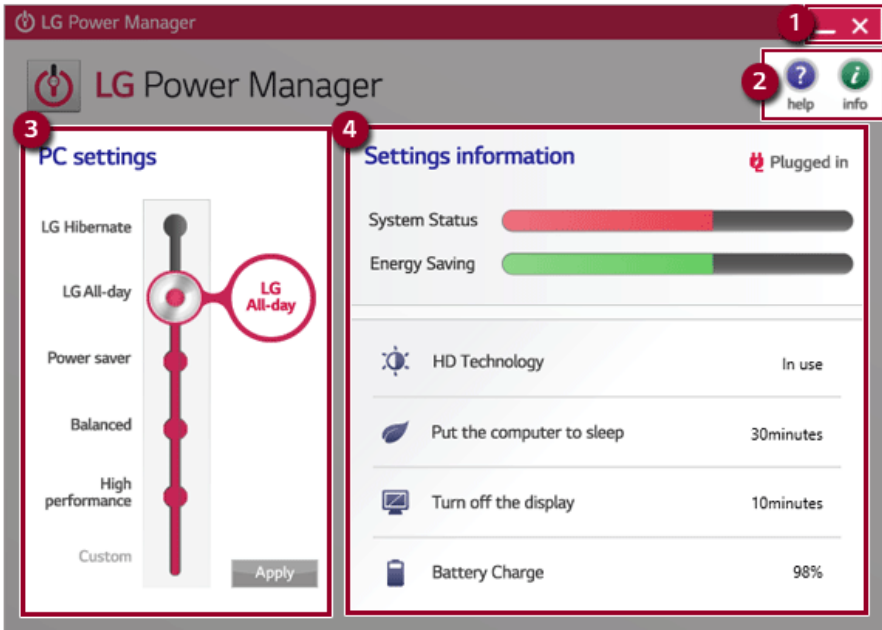 LG Power Manager
1
LG Power Manager
2
? i
help info
3
PC settings
LG Hibernate
LG All-day
LG
All-day
Power saver
Balanced
High
performance
Custom
Apply
4
Settings information
Plugged in
System Status
Energy Saving
HD Technology In use
Put the computer to sleep 30minutes
Turn off the display 10minutes
Battery Charge 98%